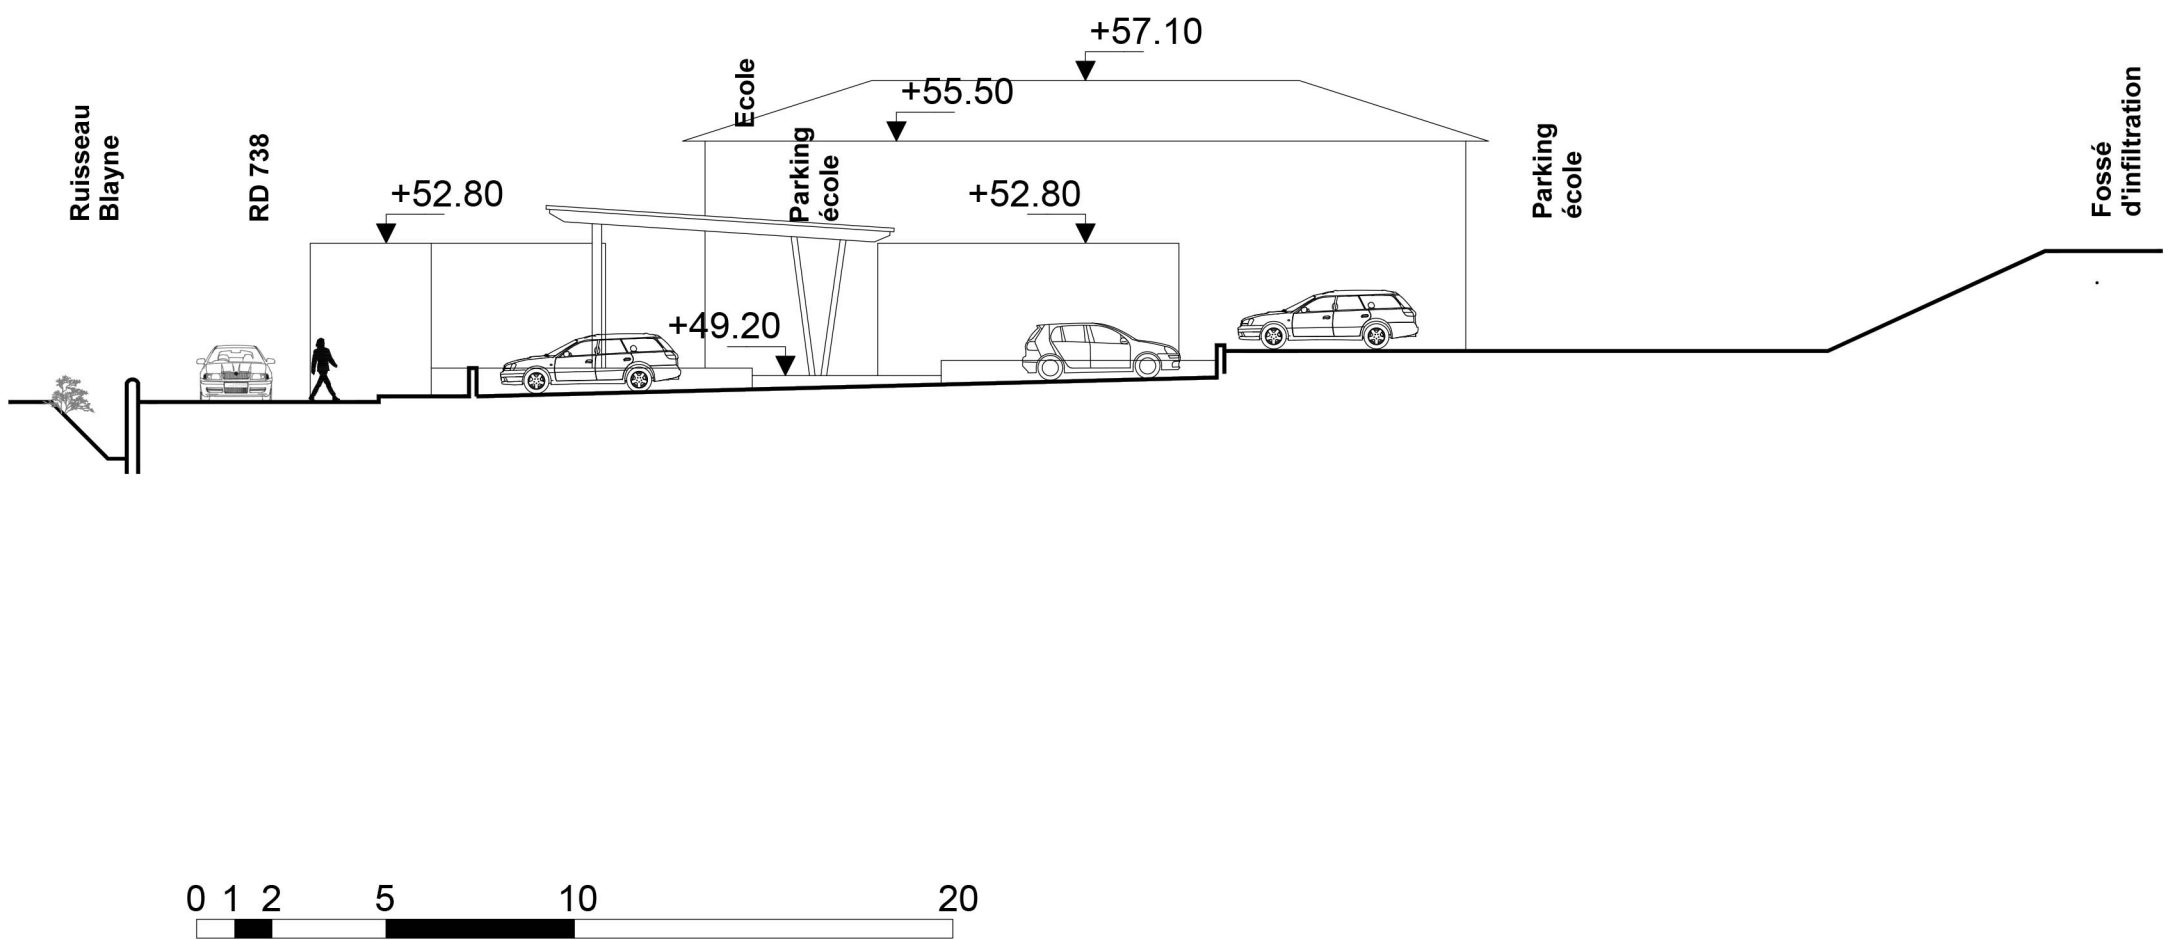 +57.10
Ecole
+55.50
Ruisseau
Blayne
RD 738
Parking
école
Parking
école
Fossé
d'infiltration
+52.80
+52.80
+49.20
0 1 2 5 10 20